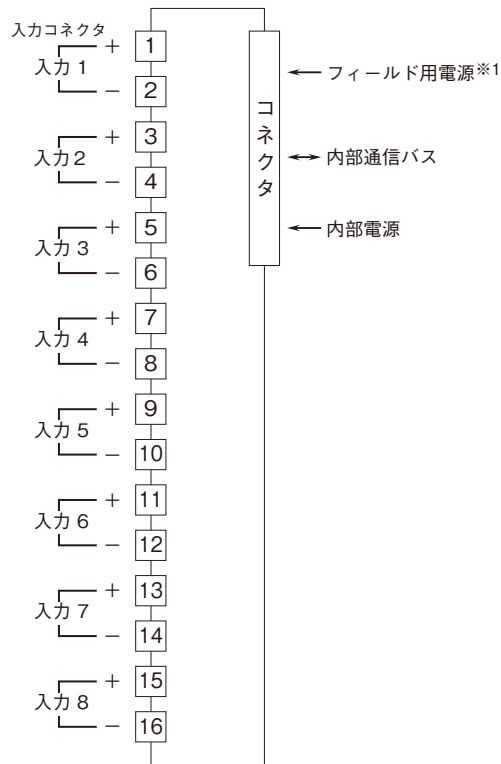 入力コネクタ
入力 1
+ 1
− 2
入力 2
+ 3
− 4
入力 3
+ 5
− 6
入力 4
+ 7
− 8
入力 5
+ 9
− 10
入力 6
+ 11
− 12
入力 7
+ 13
− 14
入力 8
+ 15
− 16
コネクタ
フィールド用電源※1
内部通信バス
内部電源